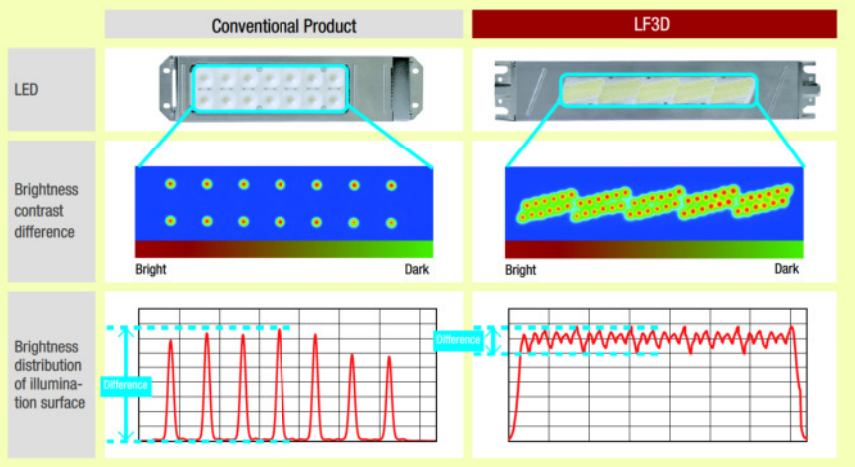 Conventional Product
LF3D
LED
Brightness
contrast
difference
Bright
Dark
Bright
Dark
Brightness
distribution
of illumina-
tion surface
Difference
Difference